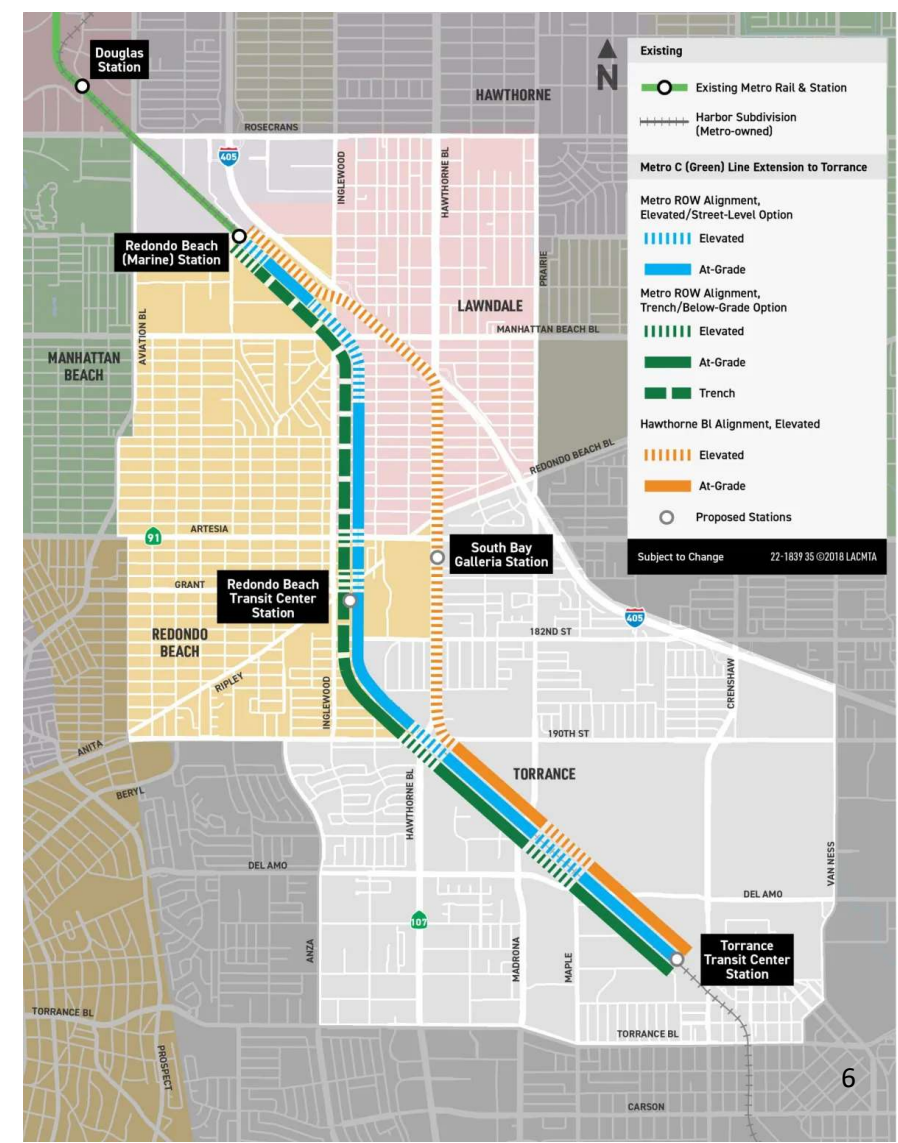 Douglas
Station
HAWTHORNE
N
Existing
Existing Metro Rail & Station
Harbor Subdivision
(Metro-owned)
Metro C (Green) Line Extension to Torrance
Metro ROW Alignment,
Elevated/Street-Level Option
Elevated
At-Grade
Metro ROW Alignment,
Trench/Below-Grade Option
Elevated
At-Grade
Trench
Hawthorne Bl Alignment, Elevated
Elevated
At-Grade
Proposed Stations
Subject to Change
22-1839 35 ©2018 LACMTA
ROSECRANS
405
INGLEWOOD
HAWTHORNE BL
PRAIRIE
Redondo Beach
(Marine) Station
AVIATION BL
LAWNDALE
MANHATTAN BEACH BL
MANHATTAN
BEACH
REDONDO BEACH BL
ARTESIA
91
South Bay
Galleria Station
GRANT
Redondo Beach
Transit Center
Station
405
182ND ST
REDONDO
BEACH
RIPLEY
INGLEWOOD
CRENSHAW
190TH ST
ANITA
TORRANCE
BERYL
HAWTHORNE BL
DEL AMO
VAN NESS
DEL AMO
107
ANZA
MADRONA
MAPLE
Torrance
Transit Center
Station
TORRANCE BL
TORRANCE BL
PROSPECT
6
CARSON